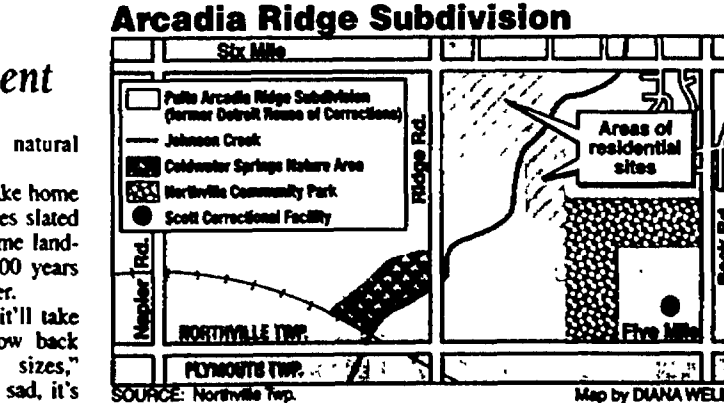 ent
natural
ke home
es slated
me land-
00 years
er.
it'll take
ow back
sizes,"
sad, it's
Arcadia Ridge Subdivision
Six Mile
Pulte Arcadia Ridge Subdivision
(former Detroit House of Corrections)
Johnson Creek
Coldwater Springs Nature Area
Northville Community Park
Scott Correctional Facility
Ridge Rd.
Areas of
residential
sites
Napier Rd.
Beck Rd.
NORTHVILLE TWP.
Five Mile
PLYMOUTH TWP.
SOURCE: Northville Twp.
Map by DIANA WEL